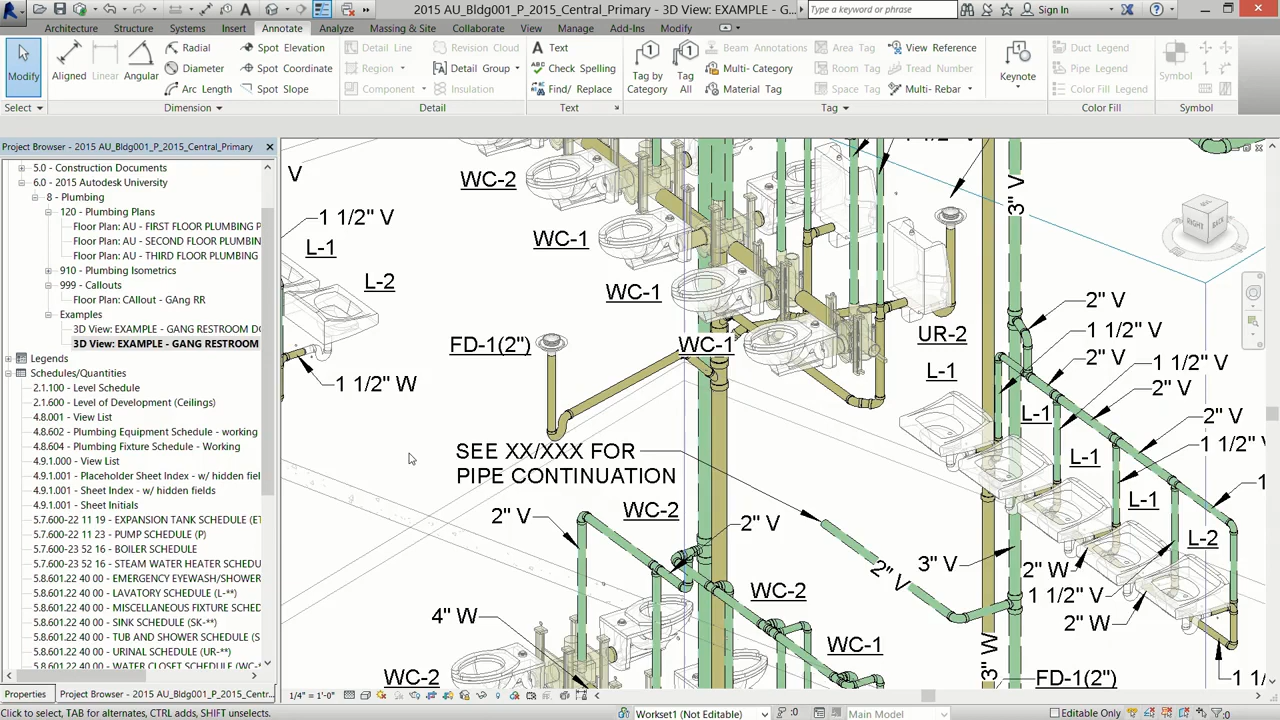 2015 AU_Bldg001_P_2015_Central_Primary - 3D View: EXAMPLE - G...
Type a keyword or phrase
Sign In
Architecture Structure Systems Insert Annotate Analyze Massing & Site Collaborate View Manage Add-Ins Modify
Modify
Aligned
Linear
Angular
Radial
Diameter
Arc Length
Spot Elevation
Spot Coordinate
Spot Slope
Detail Line
Region
Component
Revision Cloud
Detail Group
Insulation
Text
Check Spelling
Find/ Replace
Tag by
Category
Tag
All
Beam Annotations
Multi- Category
Material Tag
Area Tag
Room Tag
Space Tag
View Reference
Tread Number
Multi- Rebar
Keynote
Duct Legend
Pipe Legend
Color Fill Legend
Symbol
Select
Dimension
Detail
Text
Tag
Color Fill
Symbol
Project Browser - 2015 AU_Bldg001_P_2015_Central_Primary
5.0 - Construction Documents
6.0 - 2015 Autodesk University
8 - Plumbing
120 - Plumbing Plans
Floor Plan: AU - FIRST FLOOR PLUMBING P
Floor Plan: AU - SECOND FLOOR PLUMBIN
Floor Plan: AU - THIRD FLOOR PLUMBING
910 - Plumbing Isometrics
999 - Callouts
Floor Plan: CAllout - GAng RR
Examples
3D View: EXAMPLE - GANG RESTROOM DO
3D View: EXAMPLE - GANG RESTROOM
Legends
Schedules/Quantities
2.1.100 - Level Schedule
2.1.600 - Level of Development (Ceilings)
4.8.001 - View List
4.8.602 - Plumbing Equipment Schedule - working
4.8.604 - Plumbing Fixture Schedule - Working
4.9.1.000 - View List
4.9.1.001 - Placeholder Sheet Index - w/ hidden fiel
4.9.1.001 - Sheet Index - w/ hidden fields
4.9.1.001 - Sheet Initials
5.7.600-22 11 19 - EXPANSION TANK SCHEDULE (ET
5.7.600-22 11 23 - PUMP SCHEDULE (P)
5.7.600-23 52 16 - BOILER SCHEDULE
5.7.600-23 52 16 - STEAM WATER HEATER SCHEDUL
5.8.601.22 40 00 - EMERGENCY EYEWASH/SHOWER
5.8.601.22 40 00 - LAVATORY SCHEDULE (L-**)
5.8.601.22 40 00 - MISCELLANEOUS FIXTURE SCHED
5.8.601.22 40 00 - SINK SCHEDULE (SK-**)
5.8.601.22 40 00 - TUB AND SHOWER SCHEDULE (S
5.8.601.22 40 00 - URINAL SCHEDULE (UR-**)
5.8.601.22 40 00 - WATER CLOSET SCHEDULE (W
Properties
Project Browser - 2015 AU_Bldg001_P_2015_Centr...
V
1 1/2" V
L-1
L-2
1 1/2" W
WC-2
WC-1
WC-1
WC-1
FD-1(2")
SEE XX/XXX FOR
PIPE CONTINUATION
WC-2
2" V
2" V
WC-2
WC-1
4" W
WC-2
1 1/2" V
3" V
UR-2
L-1
2" V
1 1/2" V
2" V
1 1/2" V
2" V
2" V
1 1/2" V
L-1
L-1
L-1
L-2
3" V
2" V
2" W
1 1/2" V
2" W
3" W
FD-1(2")
1 1/
RIGHT
1/4" = 1'-0"
Click to select, TAB for alternates, CTRL adds, SHIFT unselects.
Workset1 (Not Editable)
:0
Main Model
Editable Only
:0